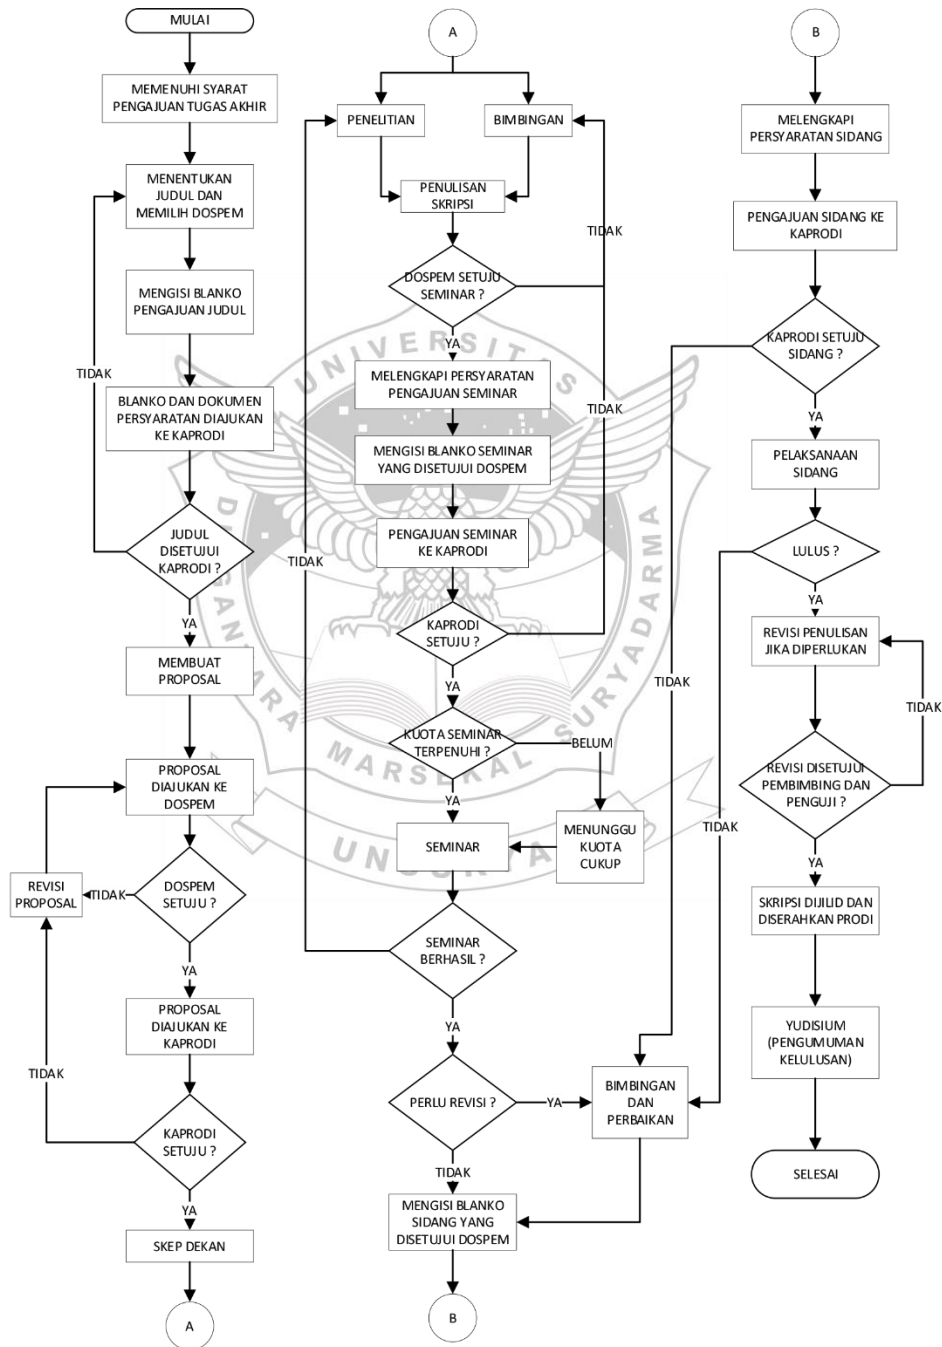 MULAI
MEMENUHI SYARAT
PENGAJUAN TUGAS AKHIR
MENENTUKAN
JUDUL DAN
MEMILIH DOSPEM
MENGISI BLANKO
PENGAJUAN JUDUL
TIDAK
BLANKO DAN DOKUMEN
PERSYARATAN DIAJUKAN
KE KAPRODI
JUDUL
DISETUJUI
KAPRODI ?
YA
MEMBUAT
PROPOSAL
PROPOSAL
DIAJUKAN KE
DOSPEM
REVISI
PROPOSAL
TIDAK
DOSPEM
SETUJU ?
YA
PROPOSAL
DIAJUKAN KE
KAPRODI
TIDAK
KAPRODI
SETUJU ?
YA
SKEP DEKAN
A
A
PENELITIAN
BIMBINGAN
PENULISAN
SKRIPSI
TIDAK
DOSPEM SETUJU
SEMINAR ?
YA
MELENGKAPI PERSYARATAN
PENGAJUAN SEMINAR
TIDAK
MENGISI BLANKO SEMINAR
YANG DISETUJUI DOSPEM
PENGAJUAN SEMINAR
KE KAPRODI
TIDAK
KAPRODI
SETUJU ?
YA
KUOTA SEMINAR
TERPENUHI ?
BELUM
YA
SEMINAR
MENUNGGU
KUOTA
CUKUP
SEMINAR
BERHASIL ?
YA
PERLU REVISI ?
YA
BIMBINGAN
DAN
PERBAIKAN
TIDAK
MENGISI BLANKO
SIDANG YANG
DISETUJUI DOSPEM
B
B
MELENGKAPI
PERSYARATAN SIDANG
PENGAJUAN SIDANG KE
KAPRODI
KAPRODI SETUJU
SIDANG ?
YA
PELAKSANAAN
SIDANG
LULUS ?
YA
REVISI PENULISAN
JIKA DIPERLUKAN
TIDAK
TIDAK
REVISI DISETUJUI
PEMBIMBING DAN
PENGUJI ?
TIDAK
YA
SKRIPSI DIJILID DAN
DISERAHKAN PRODI
YUDISIUM
(PENGUMUMAN
KELULUSAN)
SELESAI
UNIVERSITAS
DIRGANTARA MARSEKAL SURYADARMA
UNSURYA